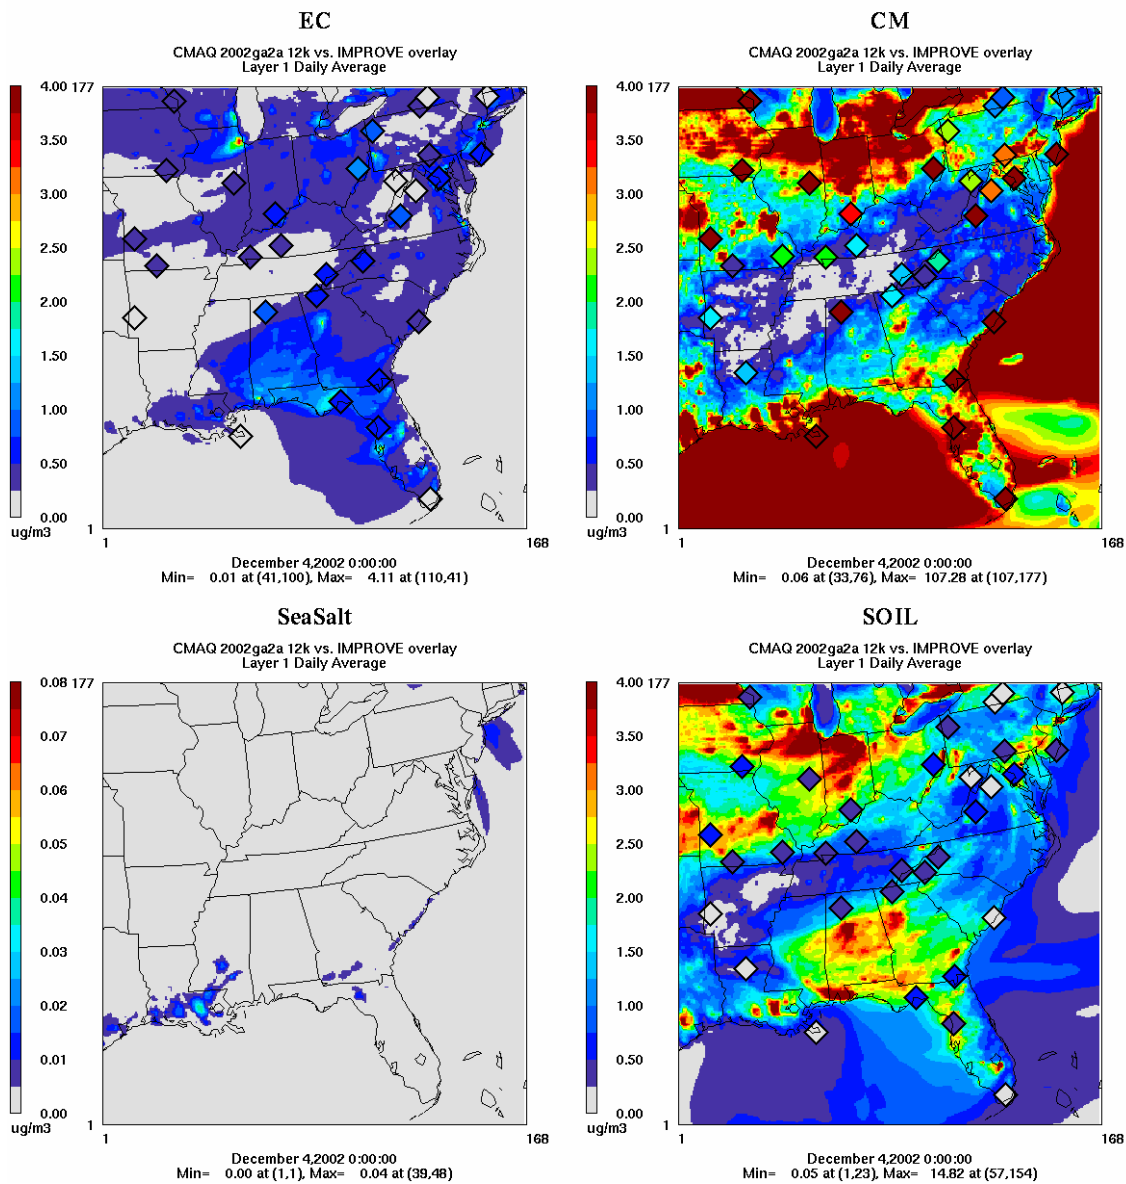 EC
CMAQ 2002ga2a 12k vs. IMPROVE overlay
Layer 1 Daily Average
4.00 177
3.50
3.00
2.50
2.00
1.50
1.00
0.50
0.00
ug/m3
1
1 168
December 4,2002 0:00:00
Min= 0.01 at (41,100), Max= 4.11 at (110,41)
CM
CMAQ 2002ga2a 12k vs. IMPROVE overlay
Layer 1 Daily Average
4.00 177
3.50
3.00
2.50
2.00
1.50
1.00
0.50
0.00
ug/m3
1
1 168
December 4,2002 0:00:00
Min= 0.06 at (33,76), Max= 107.28 at (107,177)
SeaSalt
CMAQ 2002ga2a 12k vs. IMPROVE overlay
Layer 1 Daily Average
0.08 177
0.07
0.06
0.05
0.04
0.03
0.02
0.01
0.00
ug/m3
1
1 168
December 4,2002 0:00:00
Min= 0.00 at (1,1), Max= 0.04 at (39,48)
SOIL
CMAQ 2002ga2a 12k vs. IMPROVE overlay
Layer 1 Daily Average
4.00 177
3.50
3.00
2.50
2.00
1.50
1.00
0.50
0.00
ug/m3
1
1 168
December 4,2002 0:00:00
Min= 0.05 at (1,23), Max= 14.82 at (57,154)